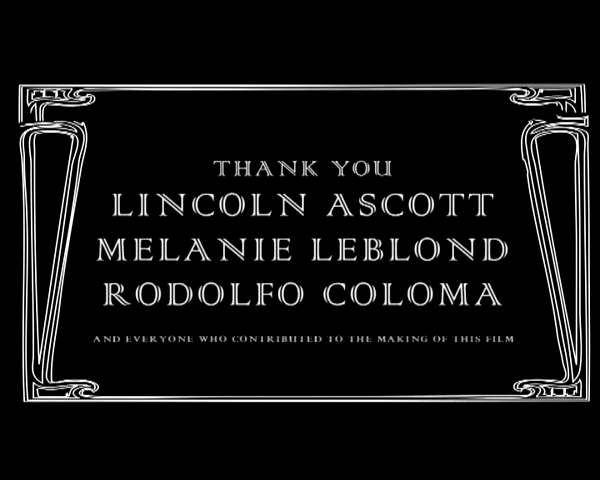 THANK YOU
LINCOLN ASCOTT
MELANIE LEBLOND
RODOLFO COLOMA
AND EVERYONE WHO CONTRIBUTED TO THE MAKING OF THIS FILM